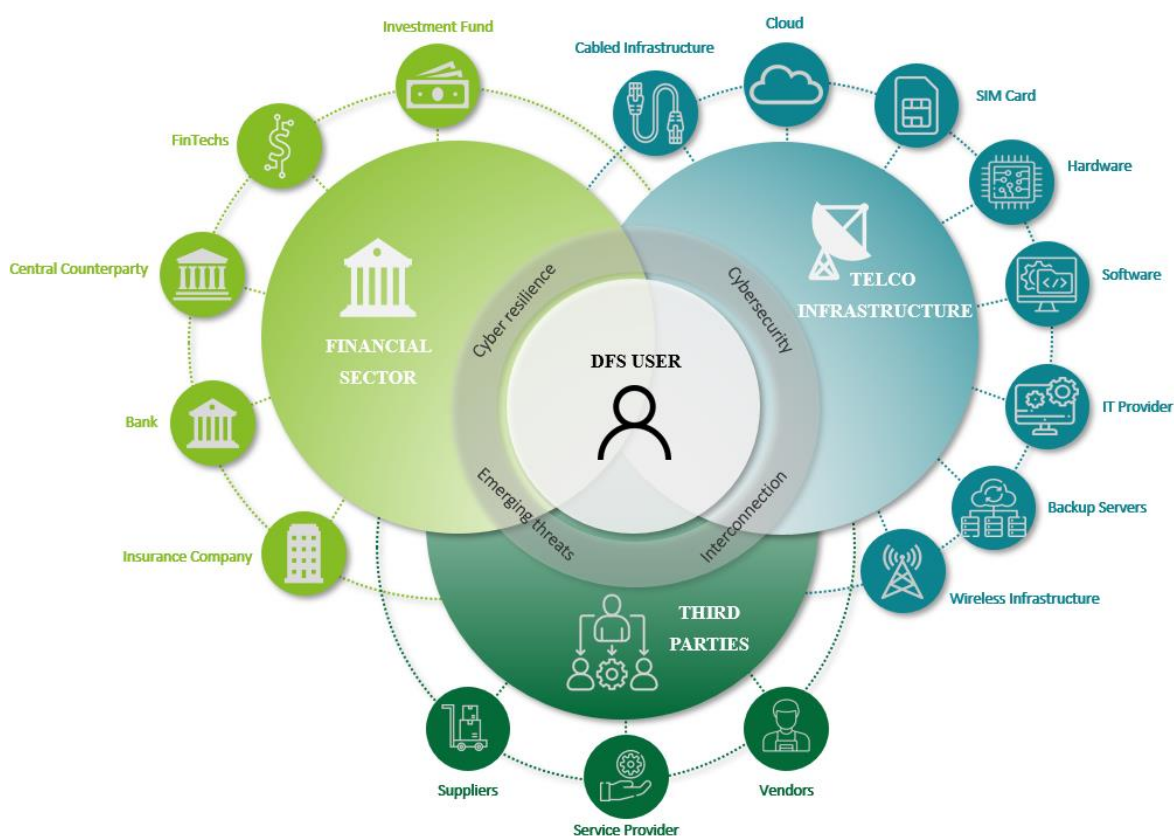 Investment Fund
Cloud
Cabled Infrastructure
SIM Card
FinTechs
Hardware
Central Counterparty
Software
Cyber resilience
Cybersecurity
TELCO
INFRASTRUCTURE
FINANCIAL
SECTOR
DFS USER
Bank
IT Provider
Emerging threats
Interconnection
Backup Servers
Insurance Company
Wireless Infrastructure
THIRD
PARTIES
Suppliers
Vendors
Service Provider